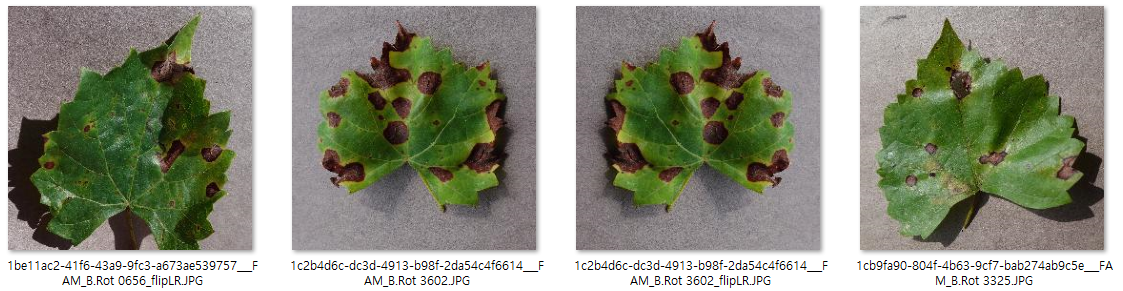 1be11ac2-41f6-43a9-9fc3-a673ae539757___F
AM_B.Rot 0656_flipLR.JPG
1c2b4d6c-dc3d-4913-b98f-2da54c4f6614___F
AM_B.Rot 3602.JPG
1c2b4d6c-dc3d-4913-b98f-2da54c4f6614___F
AM_B.Rot 3602_flipLR.JPG
1cb9fa90-804f-4b63-9cf7-bab274ab9c5e___FA
M_B.Rot 3325.JPG